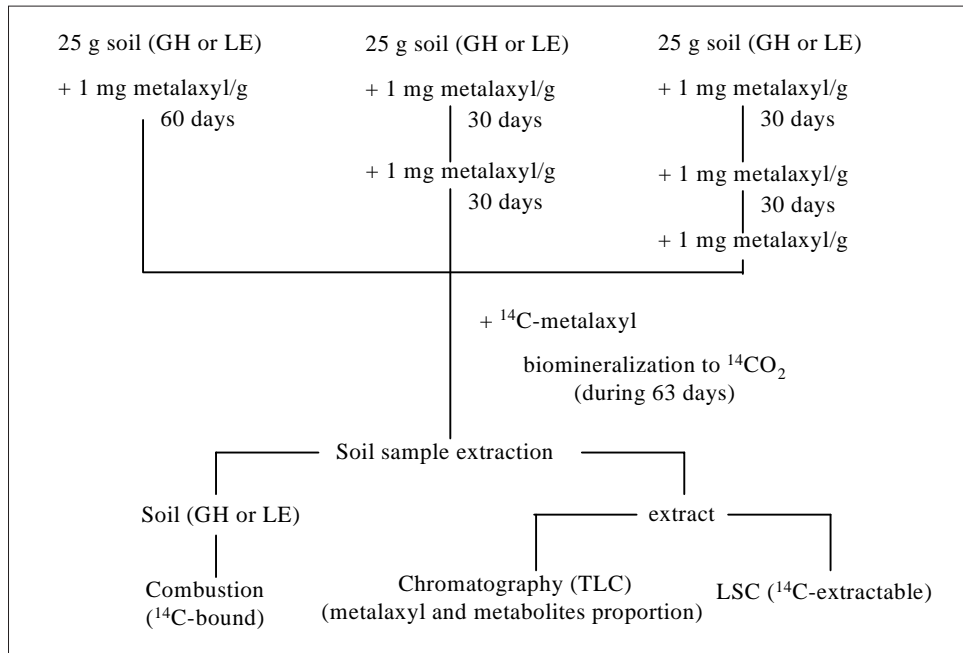 25 g soil (GH or LE)
+ 1 mg metalaxyl/g
60 days
25 g soil (GH or LE)
+ 1 mg metalaxyl/g
30 days
+ 1 mg metalaxyl/g
30 days
25 g soil (GH or LE)
+ 1 mg metalaxyl/g
30 days
+ 1 mg metalaxyl/g
30 days
+ 1 mg metalaxyl/g
+ ¹⁴C-metalaxyl
biomineralization to ¹⁴CO₂
(during 63 days)
Soil sample extraction
Soil (GH or LE)
Combustion
(¹⁴C-bound)
extract
Chromatography (TLC)
(metalaxyl and metabolites proportion)
LSC (¹⁴C-extractable)